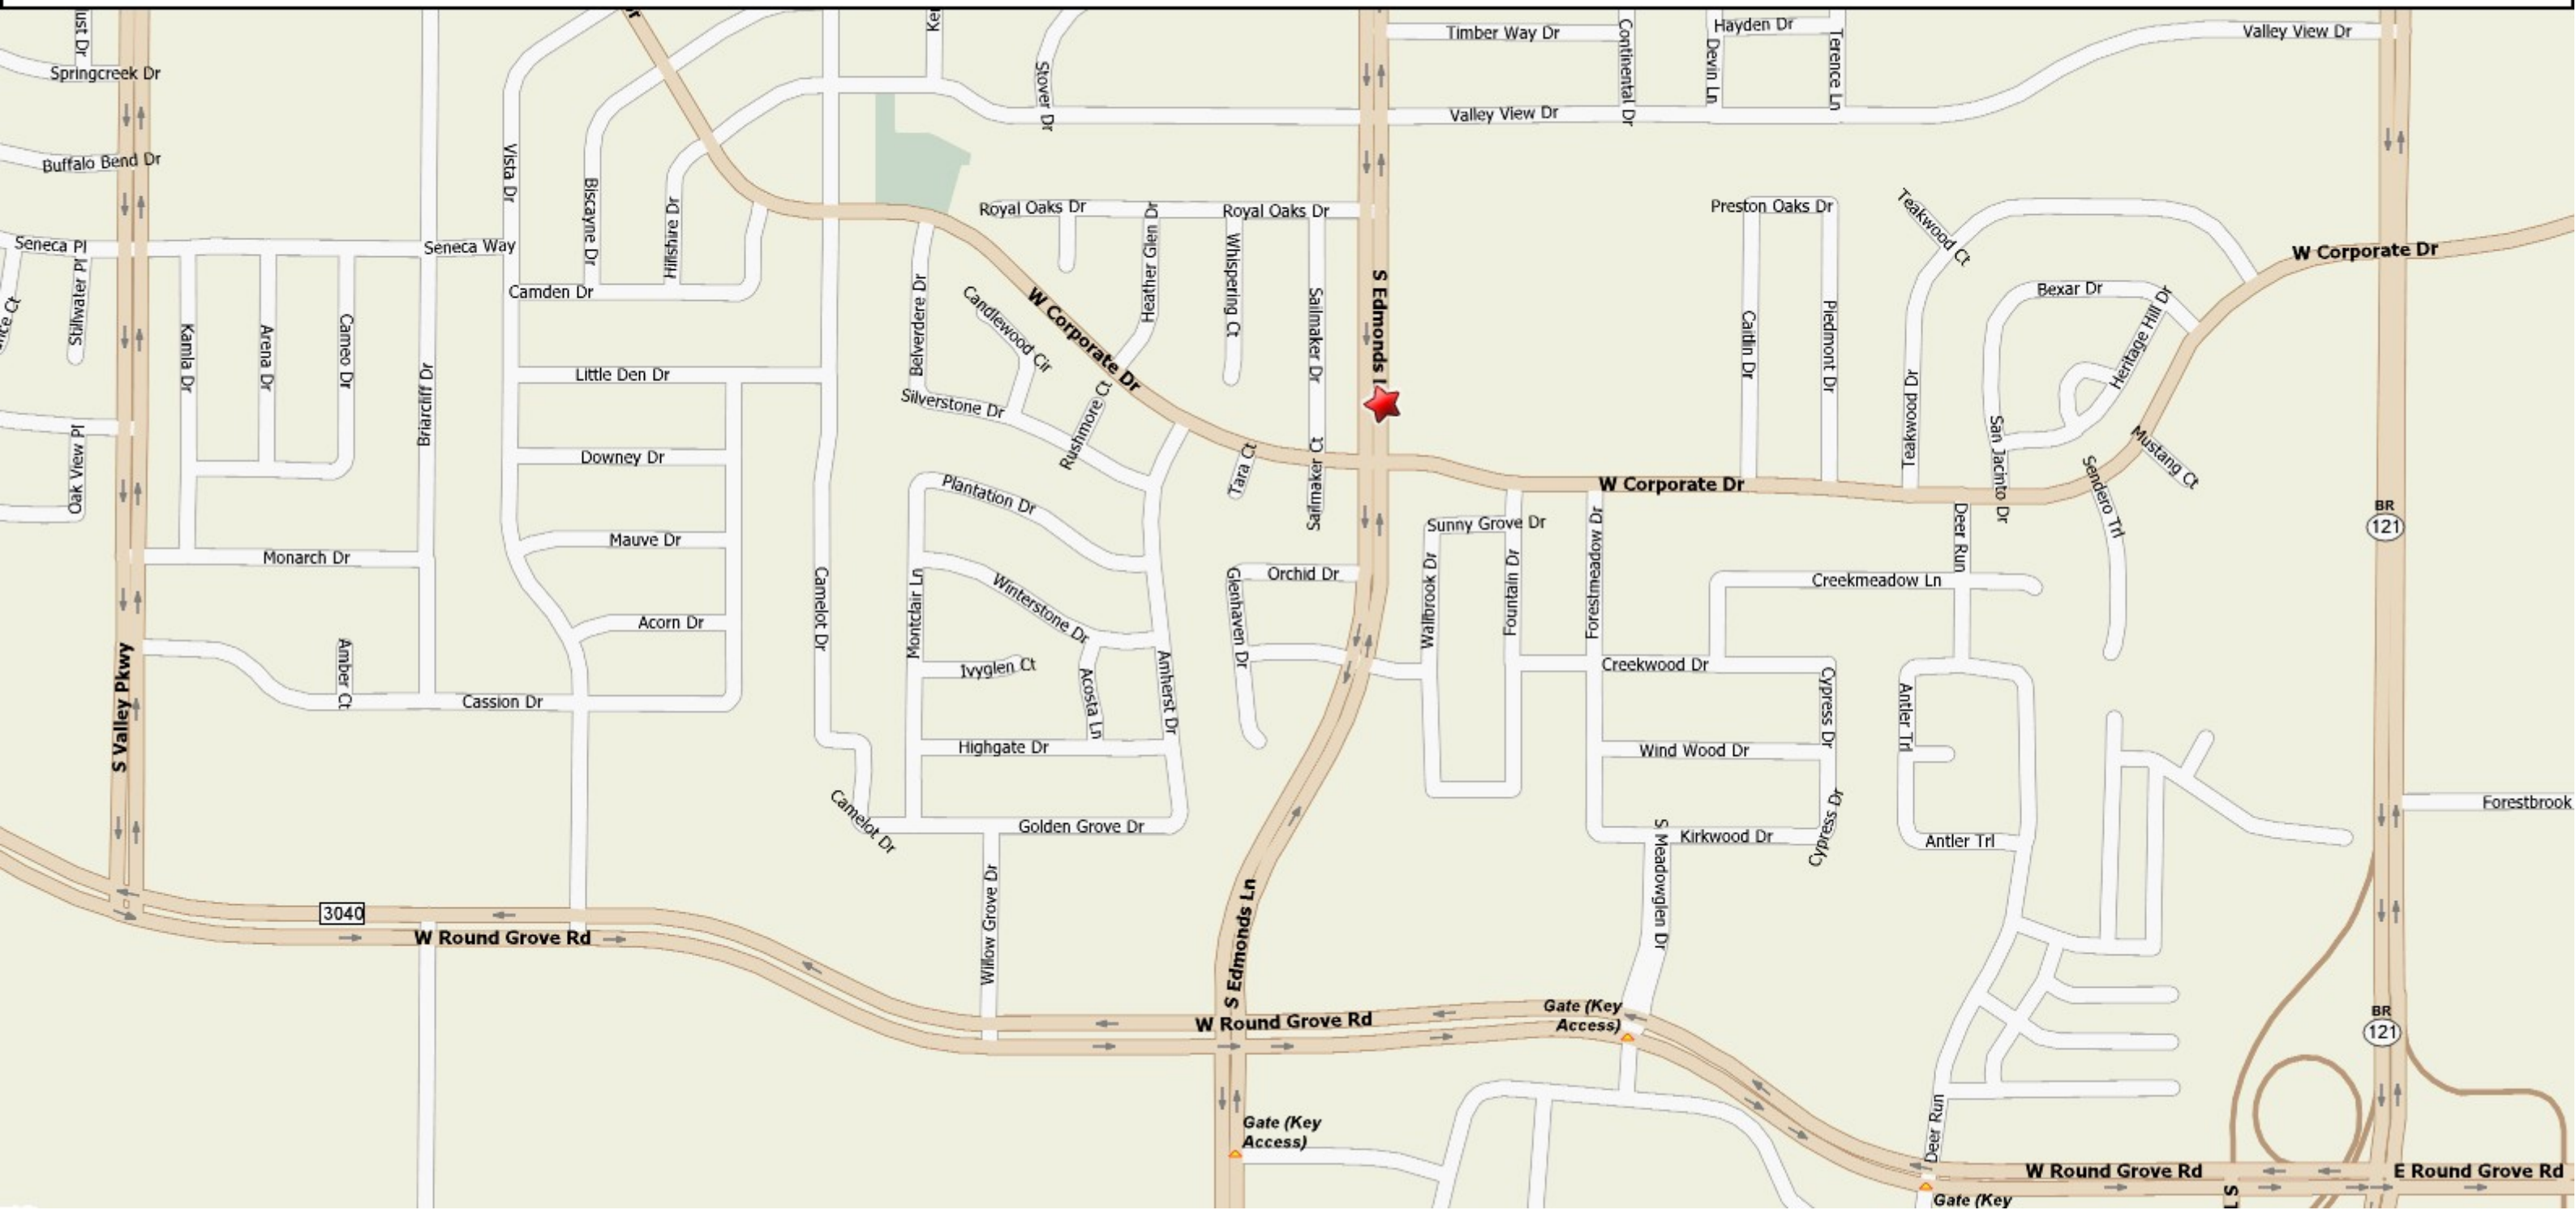 Timber Way Dr
Continental Dr
Hayden Dr
Devin Ln
Terence Ln
Valley View Dr
Springcreek Dr
Stover Dr
Valley View Dr
Buffalo Bend Dr
Vista Dr
Biscayne Dr
Hillshire Dr
Royal Oaks Dr
Heather Glen Dr
Royal Oaks Dr
Preston Oaks Dr
Teakwood Ct
Seneca Pl
Seneca Way
W Corporate Dr
Stillwater Pl
Camden Dr
Belverdere Dr
Candlewood Cir
W Corporate Dr
Whispering Ct
Sailmaker Dr
S Edmonds
Bexar Dr
Heritage Hill Dr
Kamla Dr
Arena Dr
Cameo Dr
Briarcliff Dr
Caitlin Dr
Piedmont Dr
Little Den Dr
Silverstone Dr
Rushmore Ct
Teakwood Dr
San Jacinto Dr
Mustang Ct
Oak View Pl
Downey Dr
Tara Ct
Sailmaker Ct
Sendero Trl
Plantation Dr
W Corporate Dr
BR
121
Sunny Grove Dr
Mauve Dr
Monarch Dr
Camelot Dr
Montclair Ln
Winterstone Dr
Glenhaven Dr
Orchid Dr
Wallbrook Dr
Fountain Dr
Forestmeadow Dr
Creekmeadow Ln
Deer Run
Acorn Dr
S Valley Pkwy
Amber Ct
Cassion Dr
Ivyglen Ct
Acosta Ln
Amherst Dr
Creekwood Dr
Cypress Dr
Antler Trl
Highgate Dr
Wind Wood Dr
Forestbrook
Camelot Dr
Golden Grove Dr
Kirkwood Dr
Cypress Dr
Antler Trl
S Meadowglen Dr
3040
W Round Grove Rd
Willow Grove Dr
S Edmonds Ln
W Round Grove Rd
Gate (Key
Access)
BR
121
Gate (Key
Access)
Deer Run
W Round Grove Rd
E Round Grove Rd
Gate (Key